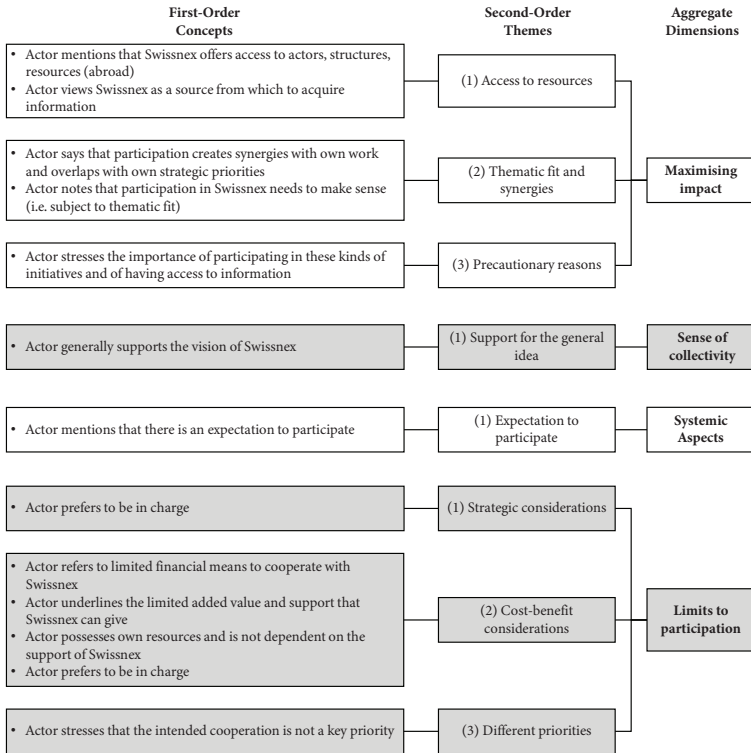 First-Order
Concepts
Second-Order
Themes
Aggregate
Dimensions
• Actor mentions that Swissnex offers access to actors, structures,
resources (abroad)
• Actor views Swissnex as a source from which to acquire
information
(1) Access to resources
• Actor says that participation creates synergies with own work
and overlaps with own strategic priorities
• Actor notes that participation in Swissnex needs to make sense
(i.e. subject to thematic fit)
(2) Thematic fit and
synergies
Maximising
impact
• Actor stresses the importance of participating in these kinds of
initiatives and of having access to information
(3) Precautionary reasons
• Actor generally supports the vision of Swissnex
(1) Support for the general
idea
Sense of
collectivity
• Actor mentions that there is an expectation to participate
(1) Expectation to
participate
Systemic
Aspects
• Actor prefers to be in charge
(1) Strategic considerations
• Actor refers to limited financial means to cooperate with
Swissnex
• Actor underlines the limited added value and support that
Swissnex can give
• Actor possesses own resources and is not dependent on the
support of Swissnex
• Actor prefers to be in charge
(2) Cost-benefit
considerations
Limits to
participation
• Actor stresses that the intended cooperation is not a key priority
(3) Different priorities